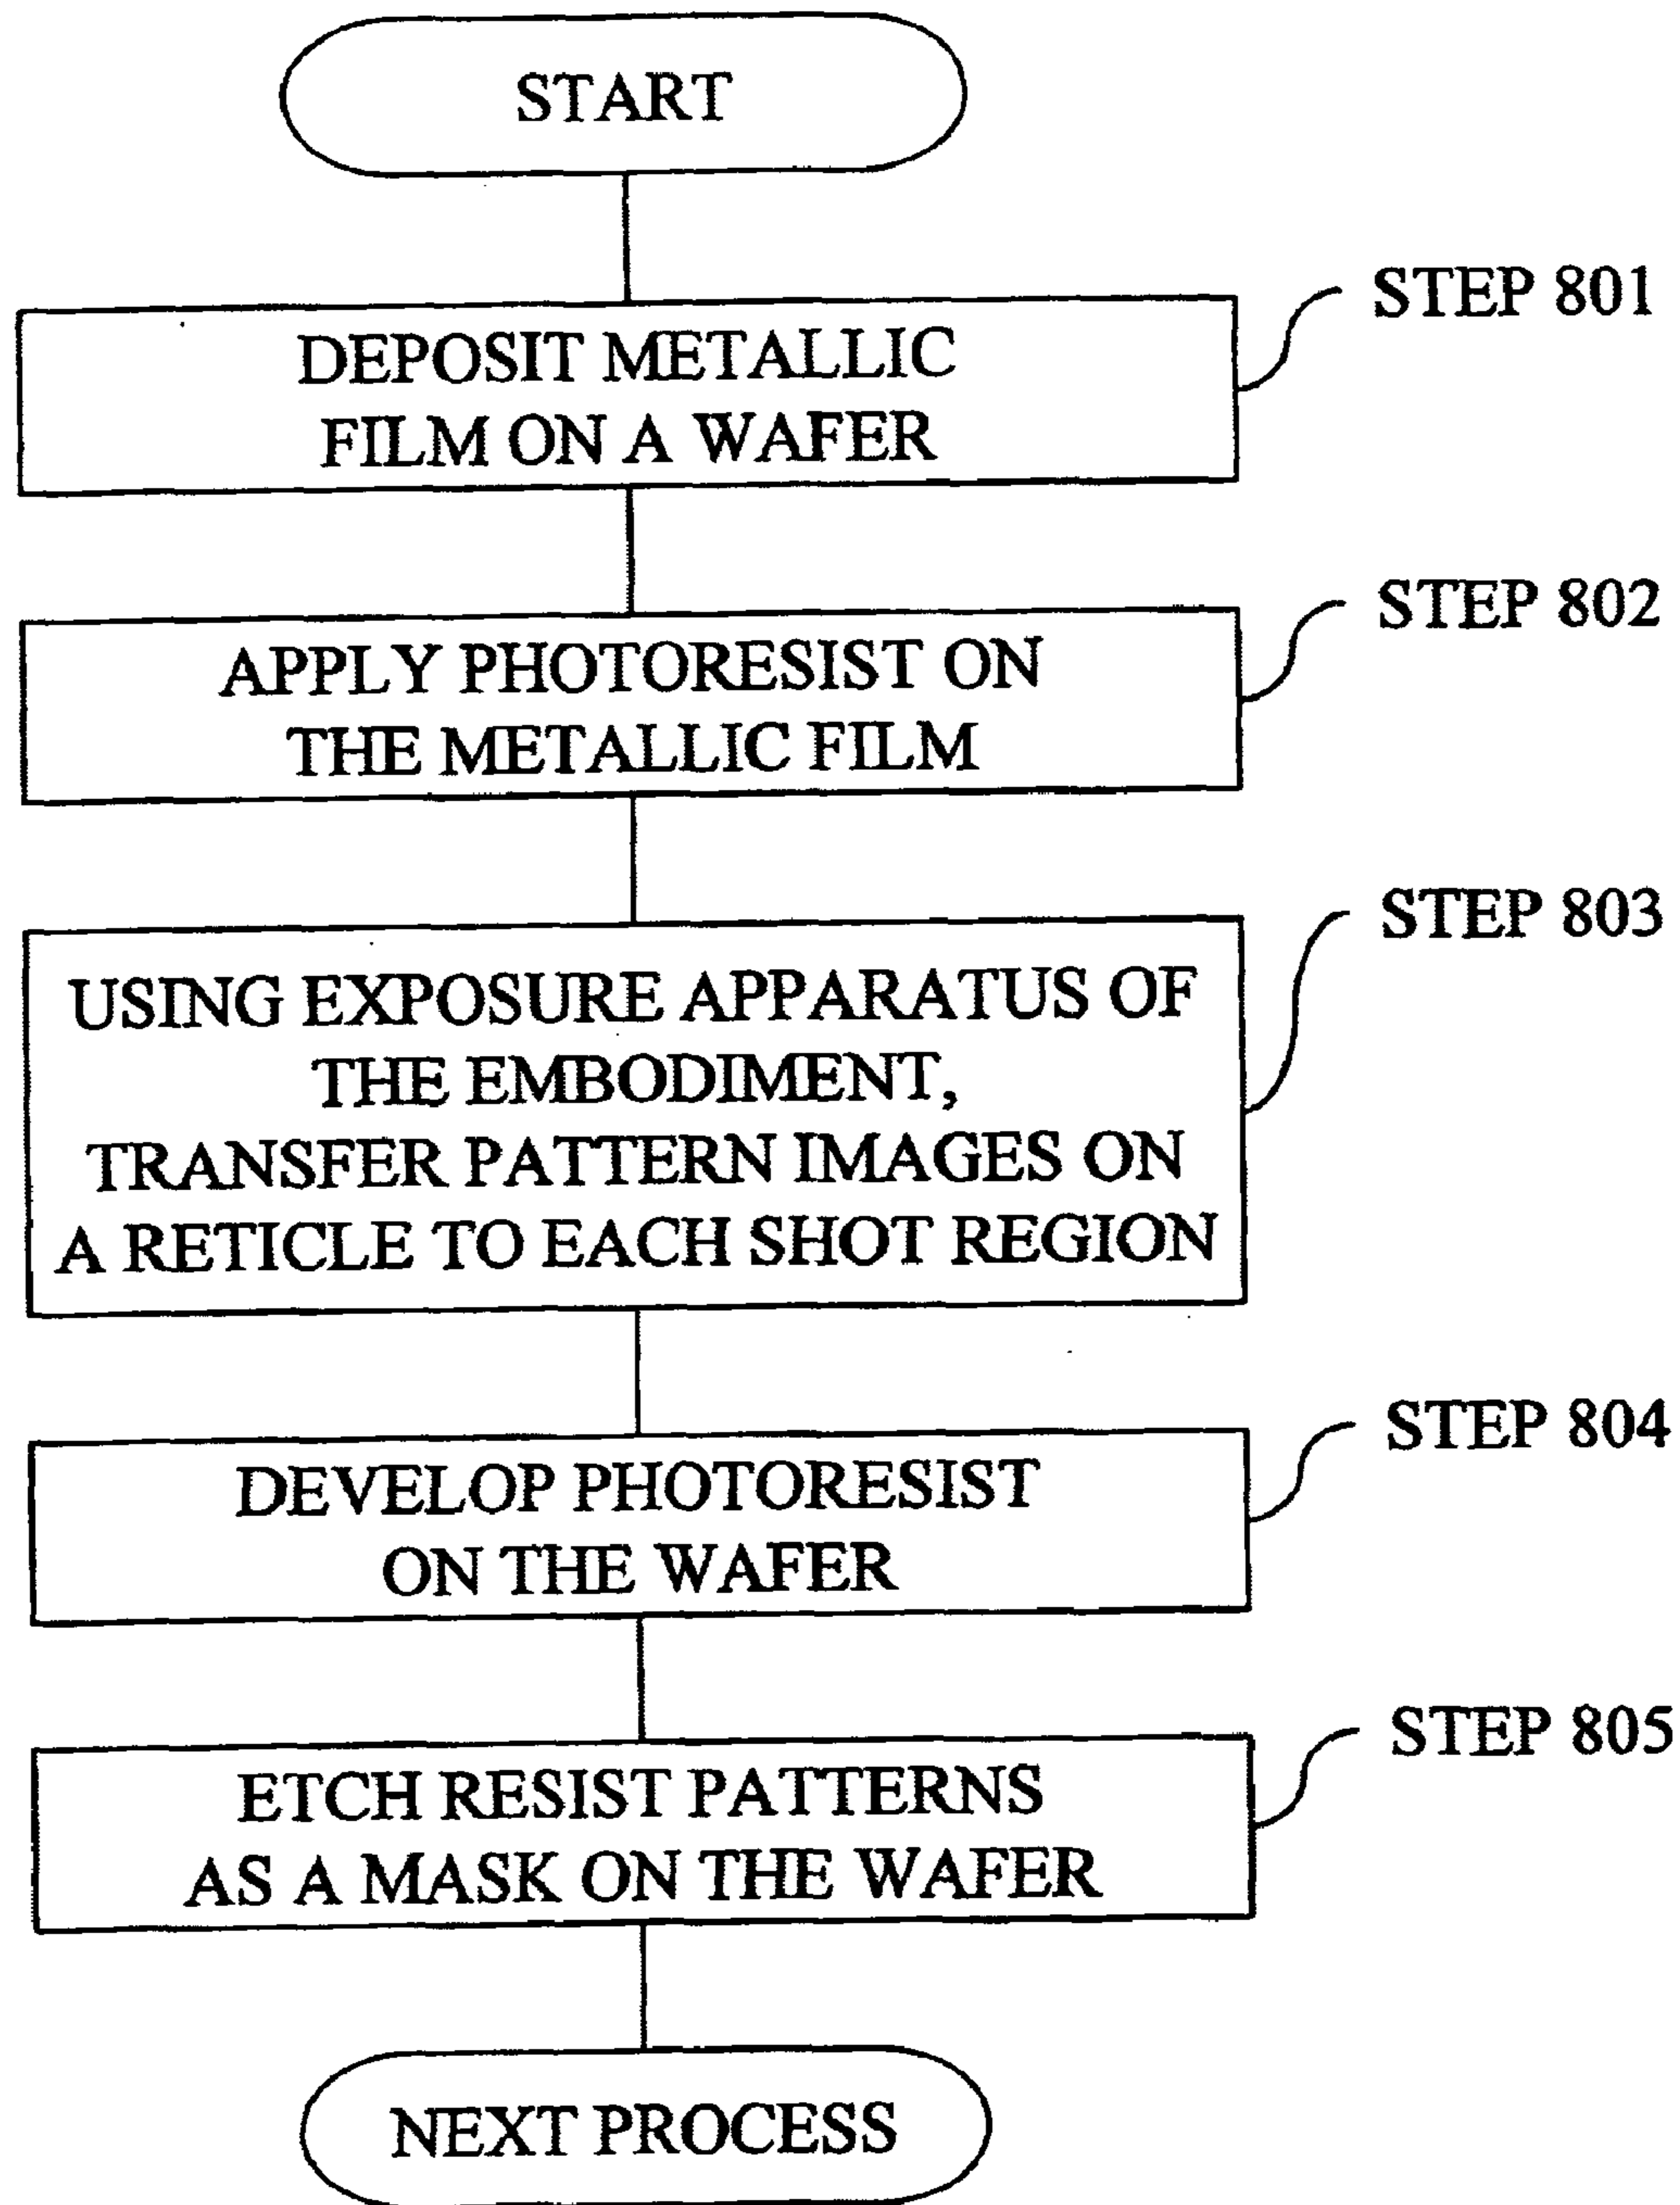 START
STEP 801
DEPOSIT METALLIC
FILM ON A WAFER
STEP 802
APPLY PHOTORESIST ON
THE METALLIC FILM
STEP 803
USING EXPOSURE APPARATUS OF
THE EMBODIMENT,
TRANSFER PATTERN IMAGES ON
A RETICLE TO EACH SHOT REGION
STEP 804
DEVELOP PHOTORESIST
ON THE WAFER
STEP 805
ETCH RESIST PATTERNS
AS A MASK ON THE WAFER
NEXT PROCESS